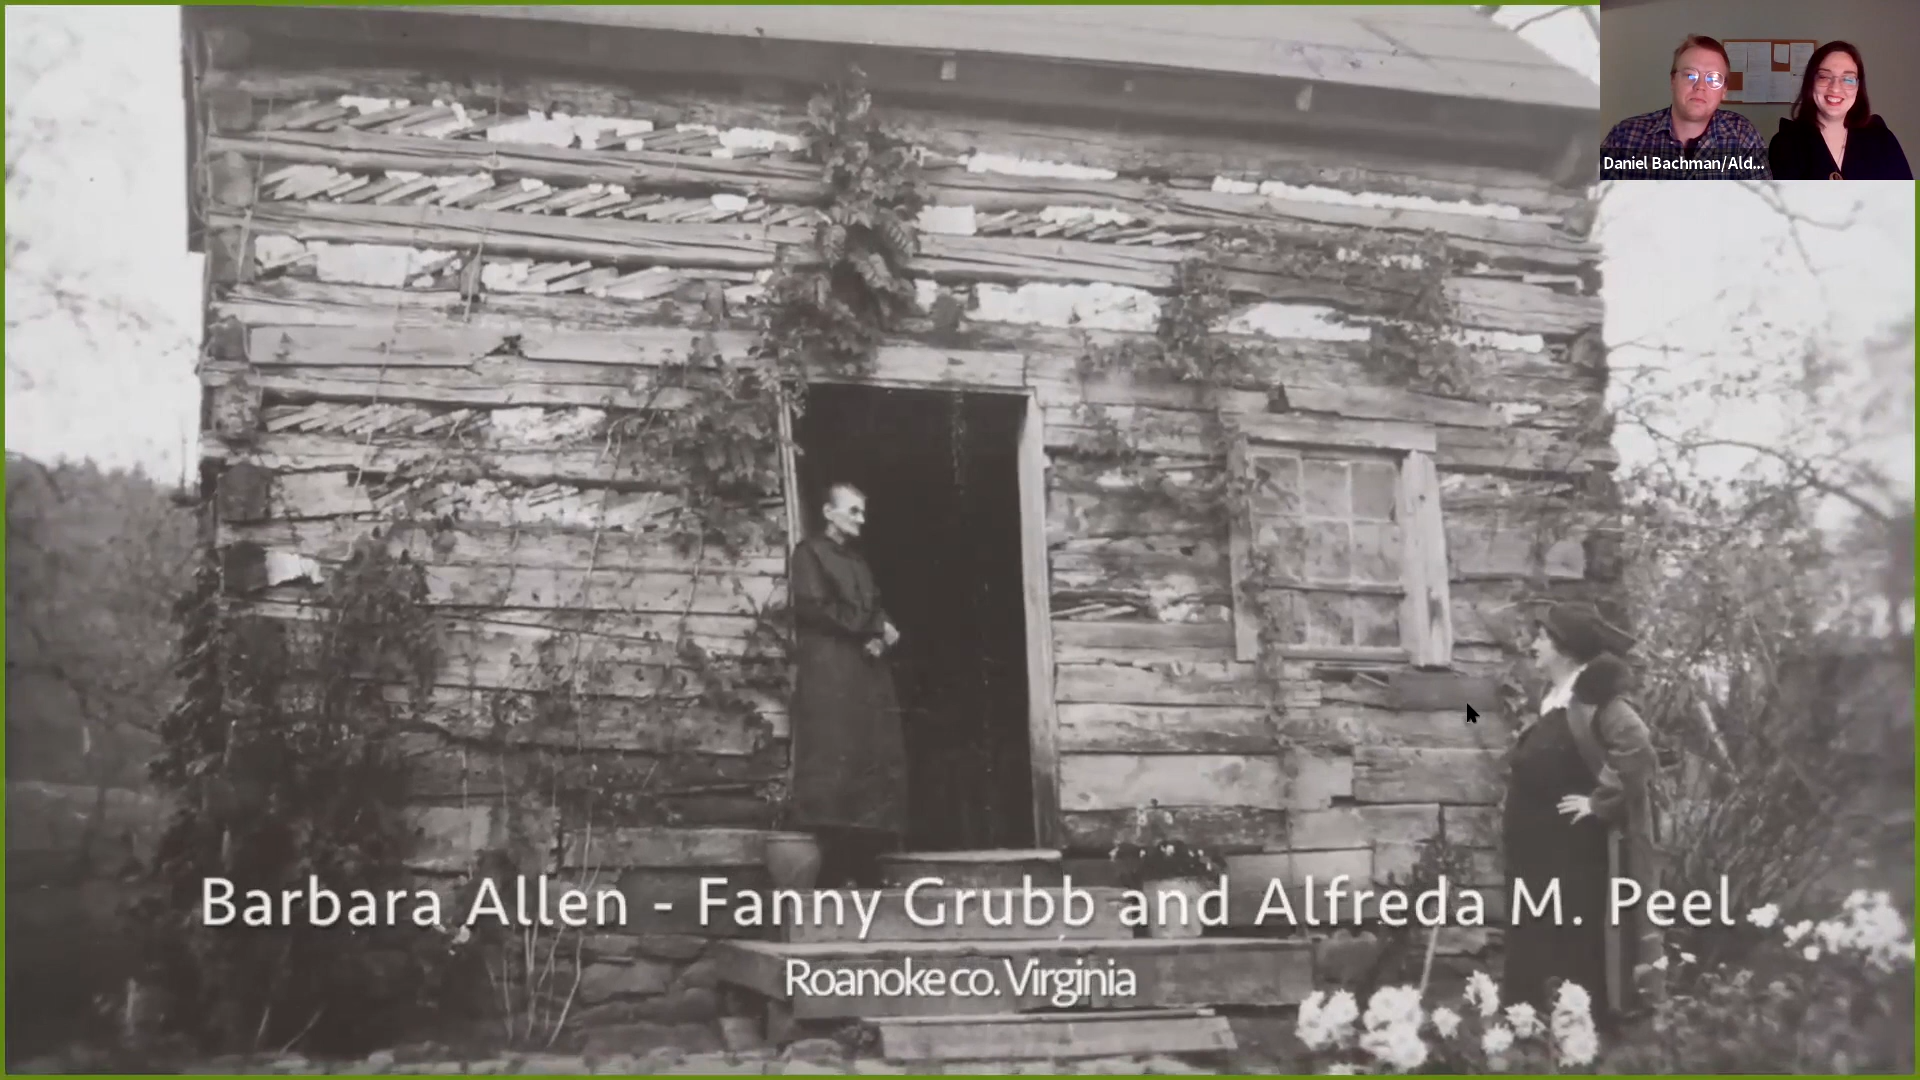 Daniel Bachman/Ald...
Barbara Allen - Fanny Grubb and Alfreda M. Peel
Roanoke co. Virginia